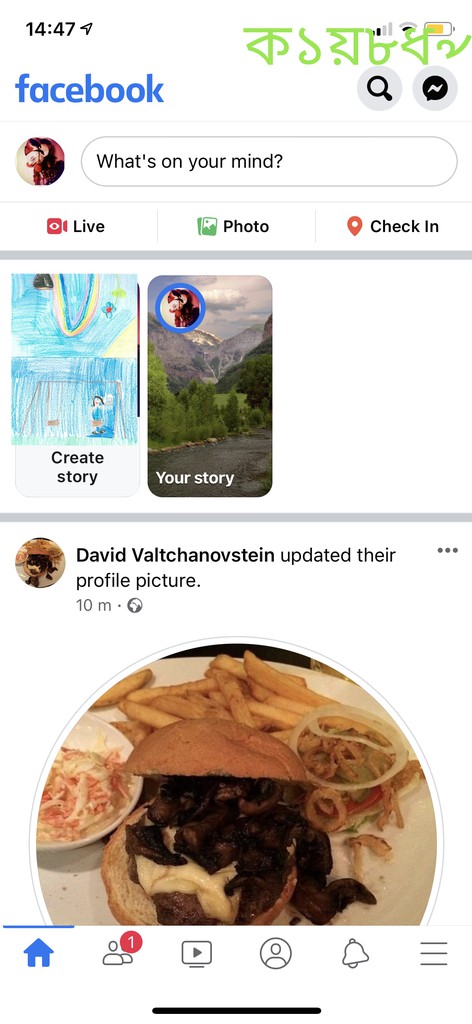 14:47
ক১য়৮ধ৵
facebook
What's on your mind?
Live
Photo
Check In
Create
story
Your story
David Valtchanovstein updated their
profile picture.
10 m ·
1